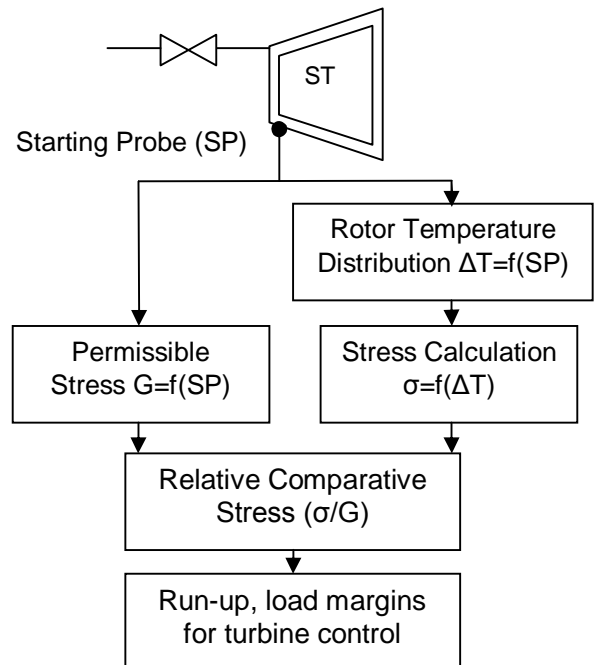 ST
Starting Probe (SP)
Rotor Temperature
Distribution ΔT=f(SP)
Permissible
Stress G=f(SP)
Stress Calculation
σ=f(ΔT)
Relative Comparative
Stress (σ/G)
Run-up, load margins
for turbine control